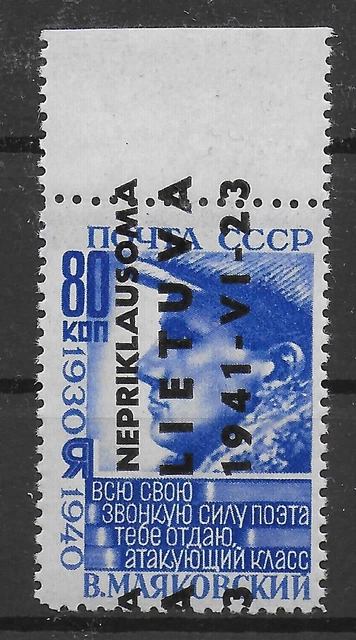 ПОЧТА СССР
80
КОП
1930
1940
NEPRIKLAUSOMA
LIETUVA
1941-VI-23
ВСЮ СВОЮ
ЗВОНКУЮ СИЛУ ПОЭТА
ТЕБЕ ОТДАЮ,
АТАКУЮЩИЙ КЛАСС
В.МАЯКОВСКИЙ
A
A
3